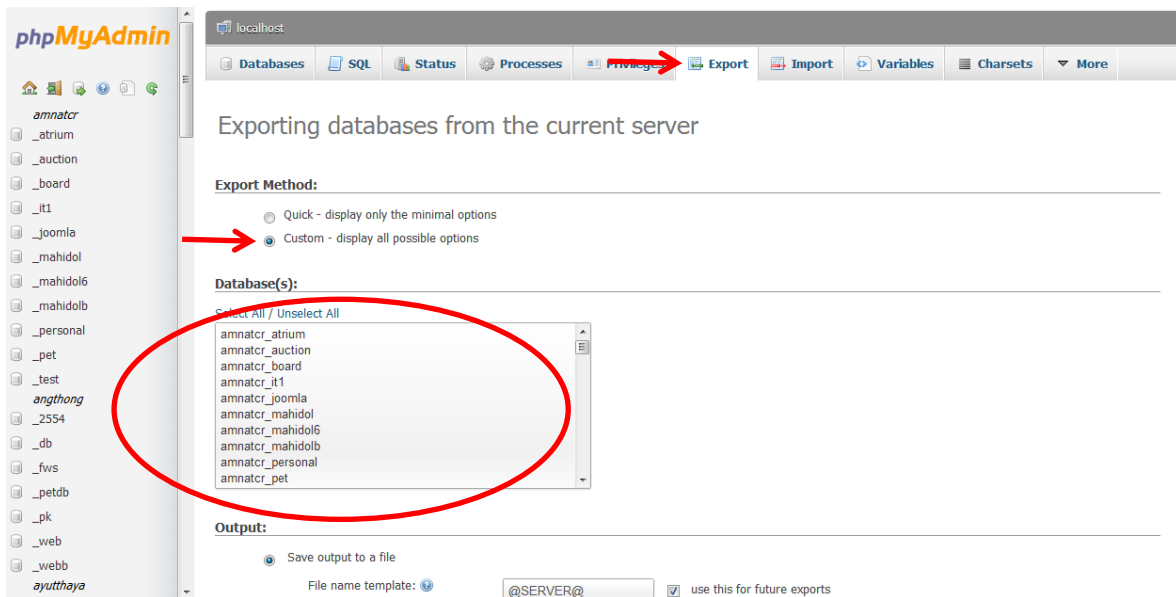 phpMyAdmin
amnatcr
_atrium
_auction
_board
_it1
_joomla
_mahidol
_mahidol6
_mahidolb
_personal
_pet
_test
angthong
_2554
_db
_fws
_petdb
_pk
_web
_webb
ayutthaya
localhost
Databases SQL Status Processes Privileges Export Import Variables Charsets More
Exporting databases from the current server
Export Method:
Quick - display only the minimal options
Custom - display all possible options
Database(s):
Select All / Unselect All
amnatcr_atrium
amnatcr_auction
amnatcr_board
amnatcr_it1
amnatcr_joomla
amnatcr_mahidol
amnatcr_mahidol6
amnatcr_mahidolb
amnatcr_personal
amnatcr_pet
Output:
Save output to a file
File name template: @SERVER@ use this for future exports